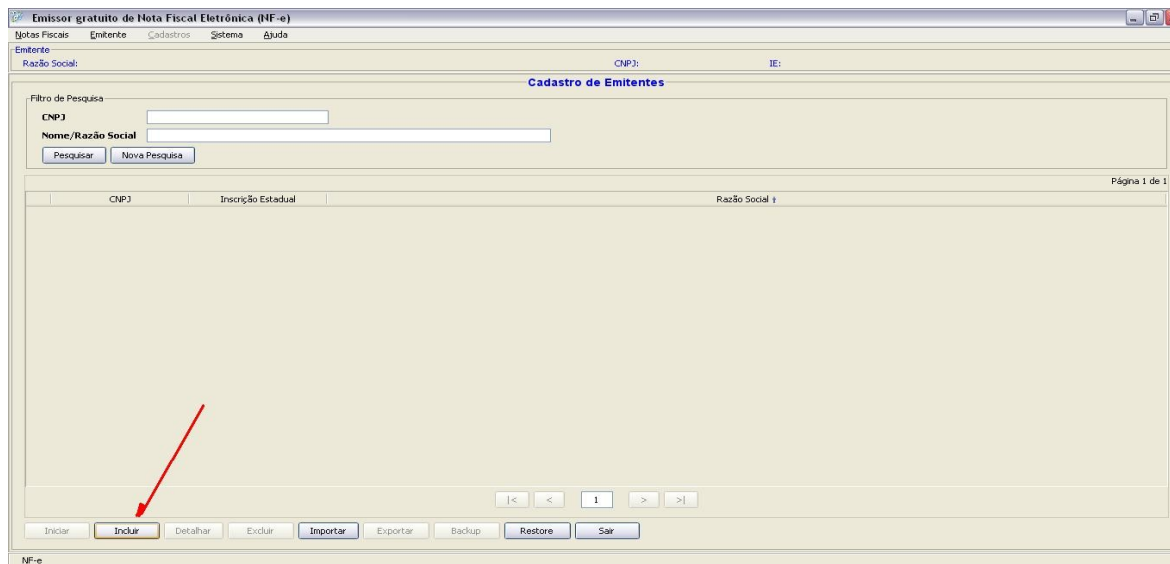 Emissor gratuito de Nota Fiscal Eletrônica (NF-e)
Notas Fiscais Emitente Cadastros Sistema Ajuda
Emitente
Razão Social: CNPJ: IE:
Cadastro de Emitentes
Filtro de Pesquisa
CNPJ
Nome/Razão Social
Pesquisar Nova Pesquisa
Página 1 de 1
CNPJ Inscrição Estadual Razão Social
|< < 1 > >|
Iniciar Incluir Detalhar Excluir Importar Exportar Backup Restore Sair
NF-e